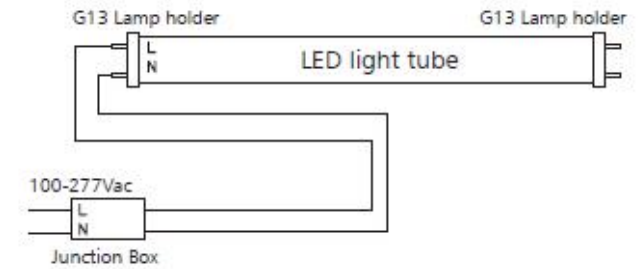 G13 Lamp holder
G13 Lamp holder
L
N
LED light tube
100-277Vac
L
N
Junction Box